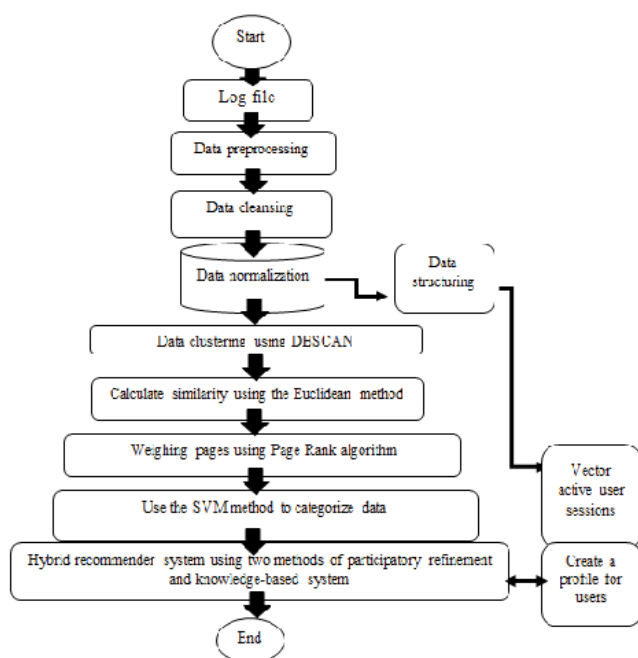 Start
Log file
Data preprocessing
Data cleansing
Data normalization
Data
structuring
Data clustering using DESCAN
Calculate similarity using the Euclidean method
Weighing pages using Page Rank algorithm
Use the SVM method to categorize data
Vector
active user
sessions
Hybrid recommender system using two methods of participatory refinement
and knowledge-based system
Create a
profile for
users
End